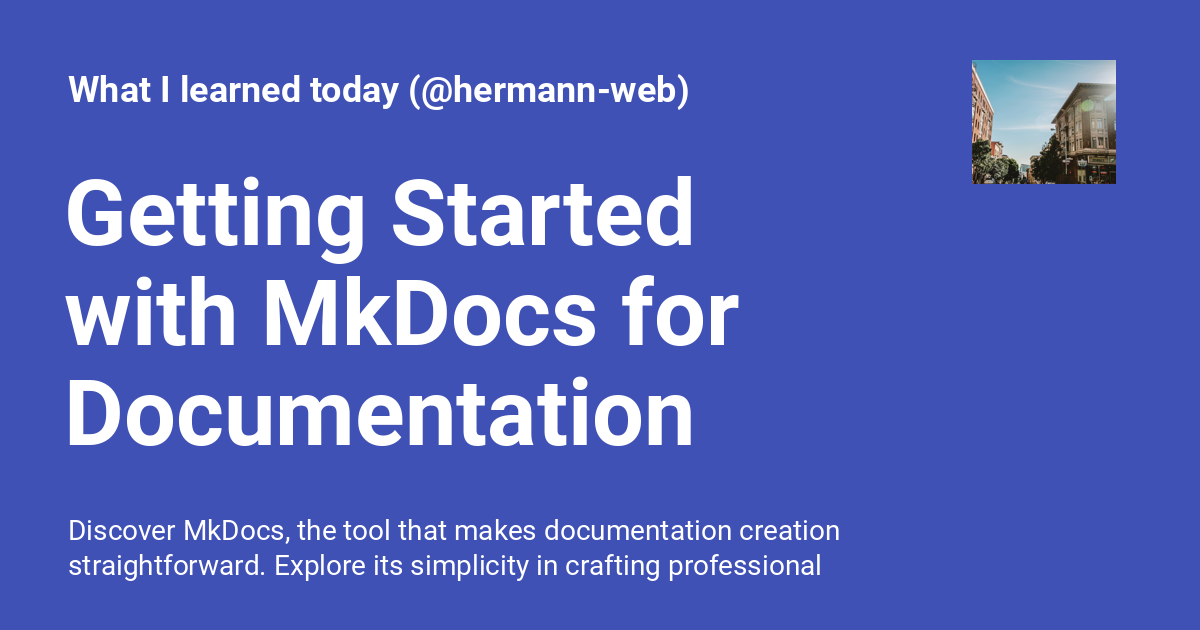 What I learned today (@hermann-web)
Getting Started
with MkDocs for
Documentation
Discover MkDocs, the tool that makes documentation creation
straightforward. Explore its simplicity in crafting professional